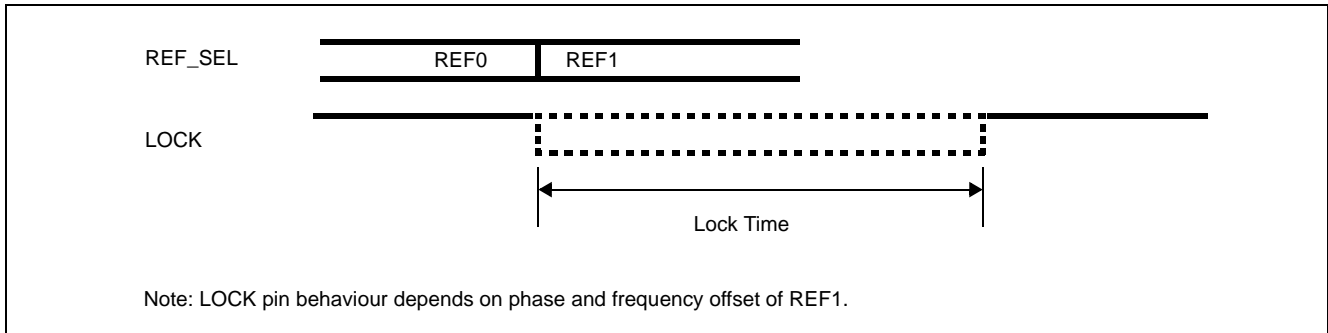 REF_SEL
REF0
REF1
LOCK
Lock Time
Note: LOCK pin behaviour depends on phase and frequency offset of REF1.